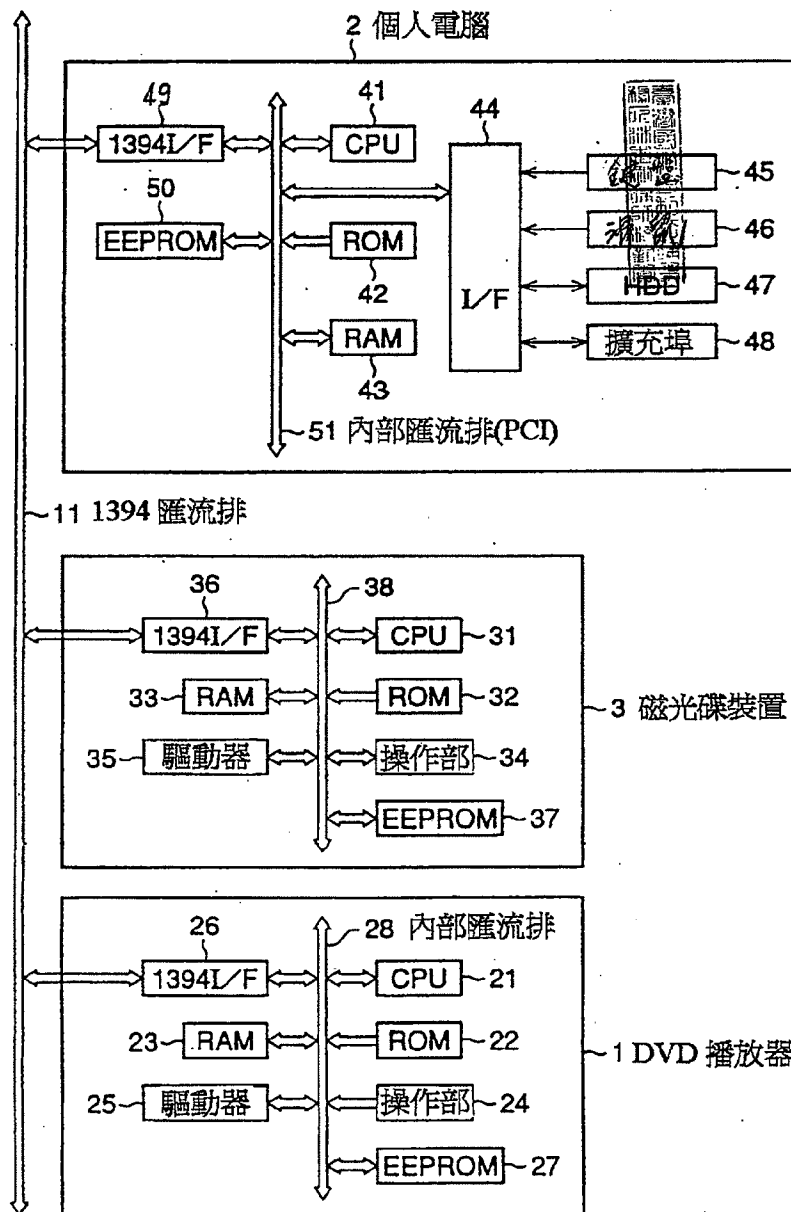 2 個人電腦
49
1394I/F
41
CPU
44
I/F
45
50
EEPROM
ROM
42
46
HDD
47
RAM
43
擴充埠
48
51 內部匯流排(PCI)
11 1394 匯流排
36
1394I/F
38
CPU
31
33
RAM
ROM
32
3 磁光碟裝置
35
驅動器
操作部
34
EEPROM
37
26
1394I/F
28 內部匯流排
CPU
21
23
RAM
ROM
22
1 DVD 播放器
25
驅動器
操作部
24
EEPROM
27